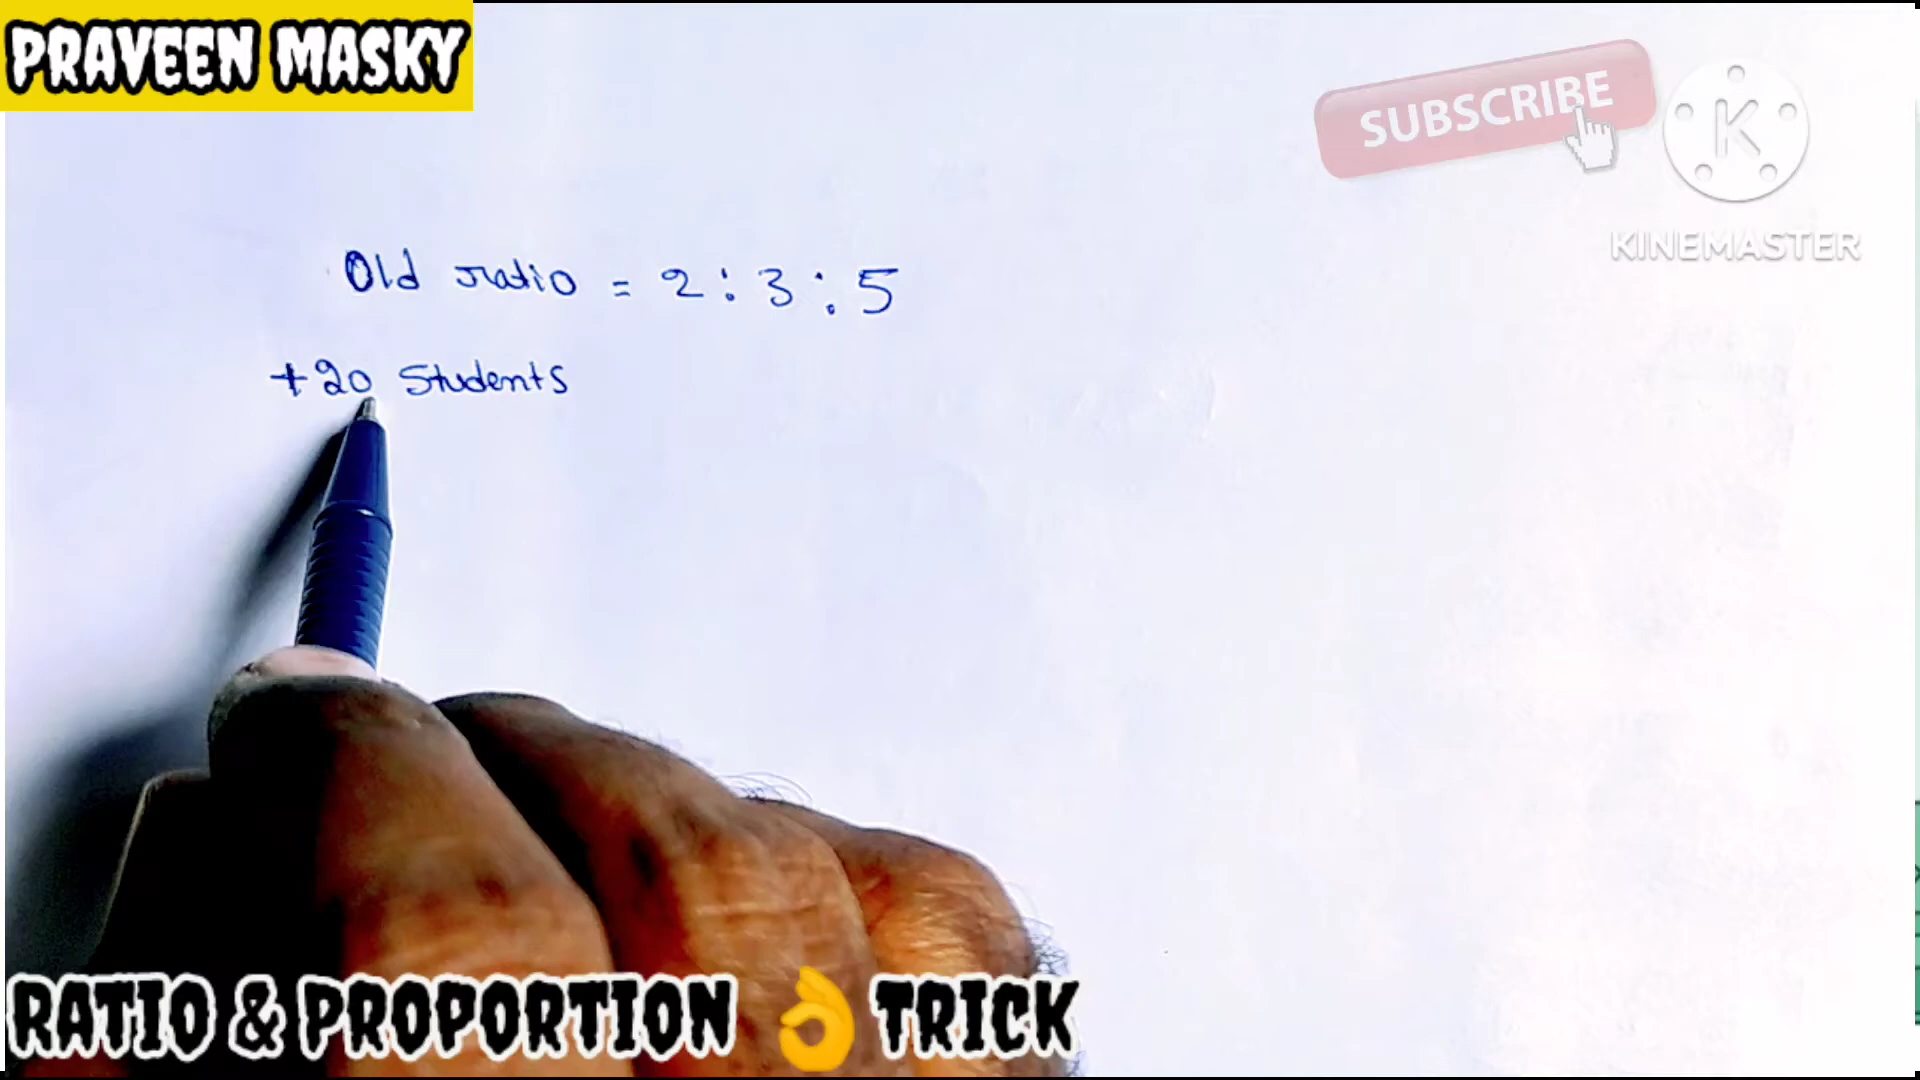 PRAVEEN MASKY
SUBSCRIBE
K
KINEMASTER
Old ratio = 2 : 3 : 5
+20 Students
RATIO & PROPORTION 👌 TRICK